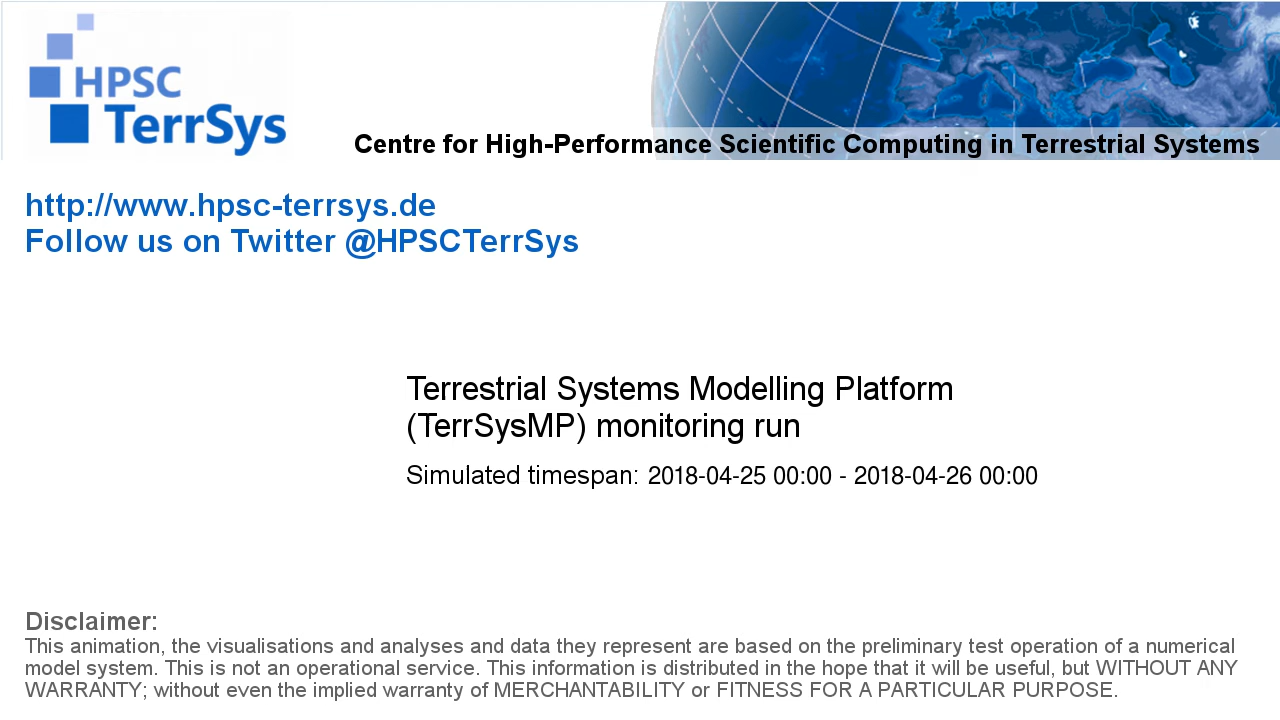 HPSC
TerrSys
Centre for High-Performance Scientific Computing in Terrestrial Systems
http://www.hpsc-terrsys.de
Follow us on Twitter @HPSCTerrSys
Terrestrial Systems Modelling Platform
(TerrSysMP) monitoring run
Simulated timespan: 2018-04-25 00:00 - 2018-04-26 00:00
Disclaimer:
This animation, the visualisations and analyses and data they represent are based on the preliminary test operation of a numerical
model system. This is not an operational service. This information is distributed in the hope that it will be useful, but WITHOUT ANY
WARRANTY; without even the implied warranty of MERCHANTABILITY or FITNESS FOR A PARTICULAR PURPOSE.